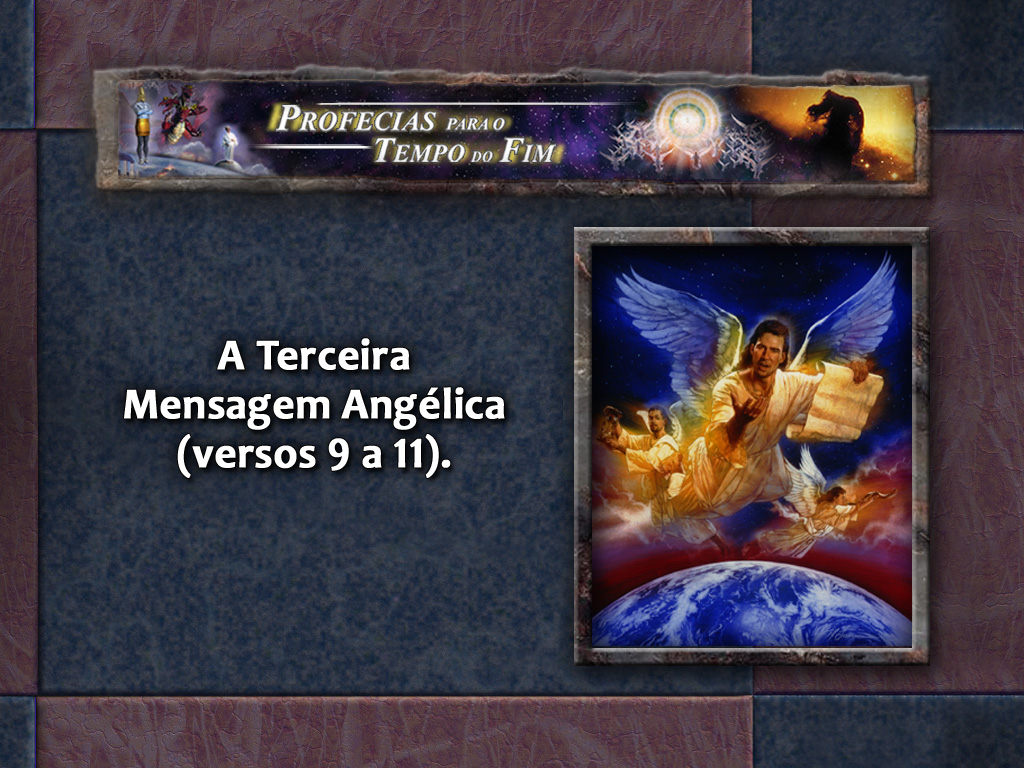 PROFECIAS PARA O
TEMPO DO FIM
A Terceira
Mensagem Angélica
(versos 9 a 11).